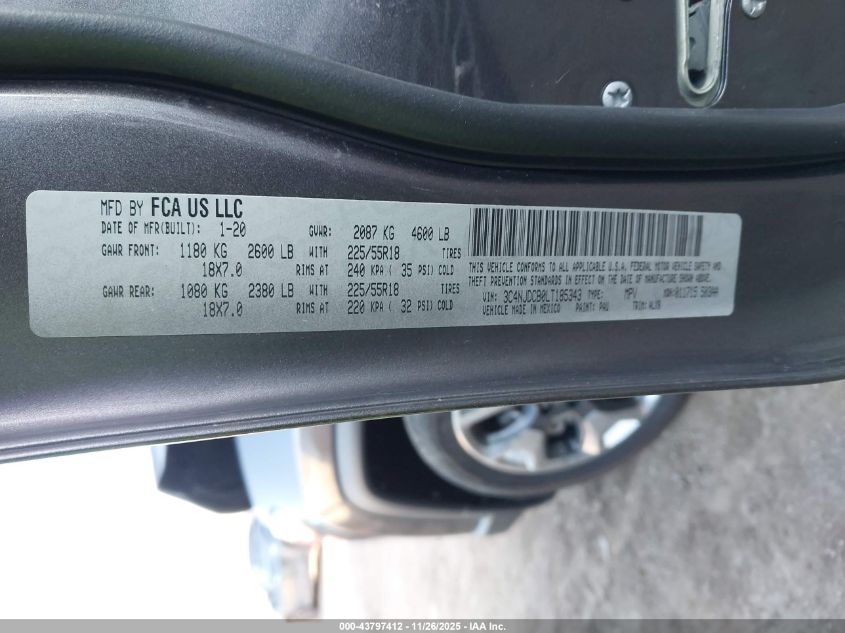 MFD BY FCA US LLC
DATE OF MFR(BUILT): 1-20 GVWR: 2087 KG 4600 LB
GAWR FRONT: 1180 KG 2600 LB WITH 225/55R18 TIRES
18X7.0 RIMS AT 240 KPA ( 35 PSI) COLD
GAWR REAR: 1080 KG 2380 LB WITH 225/55R18 TIRES
18X7.0 RIMS AT 220 KPA ( 32 PSI) COLD
THIS VEHICLE CONFORMS TO ALL APPLICABLE U.S.A. FEDERAL MOTOR VEHICLE SAFETY AND
THEFT PREVENTION STANDARDS IN EFFECT ON THE DATE OF MANUFACTURE SHOWN ABOVE.
VIN: 3C4NJDCB0LT185343 TYPE: MPV
VEHICLE MADE IN MEXICO PAINT: PAU TRIM:
000-43797412 • 11/26/2025 • IAA Inc.